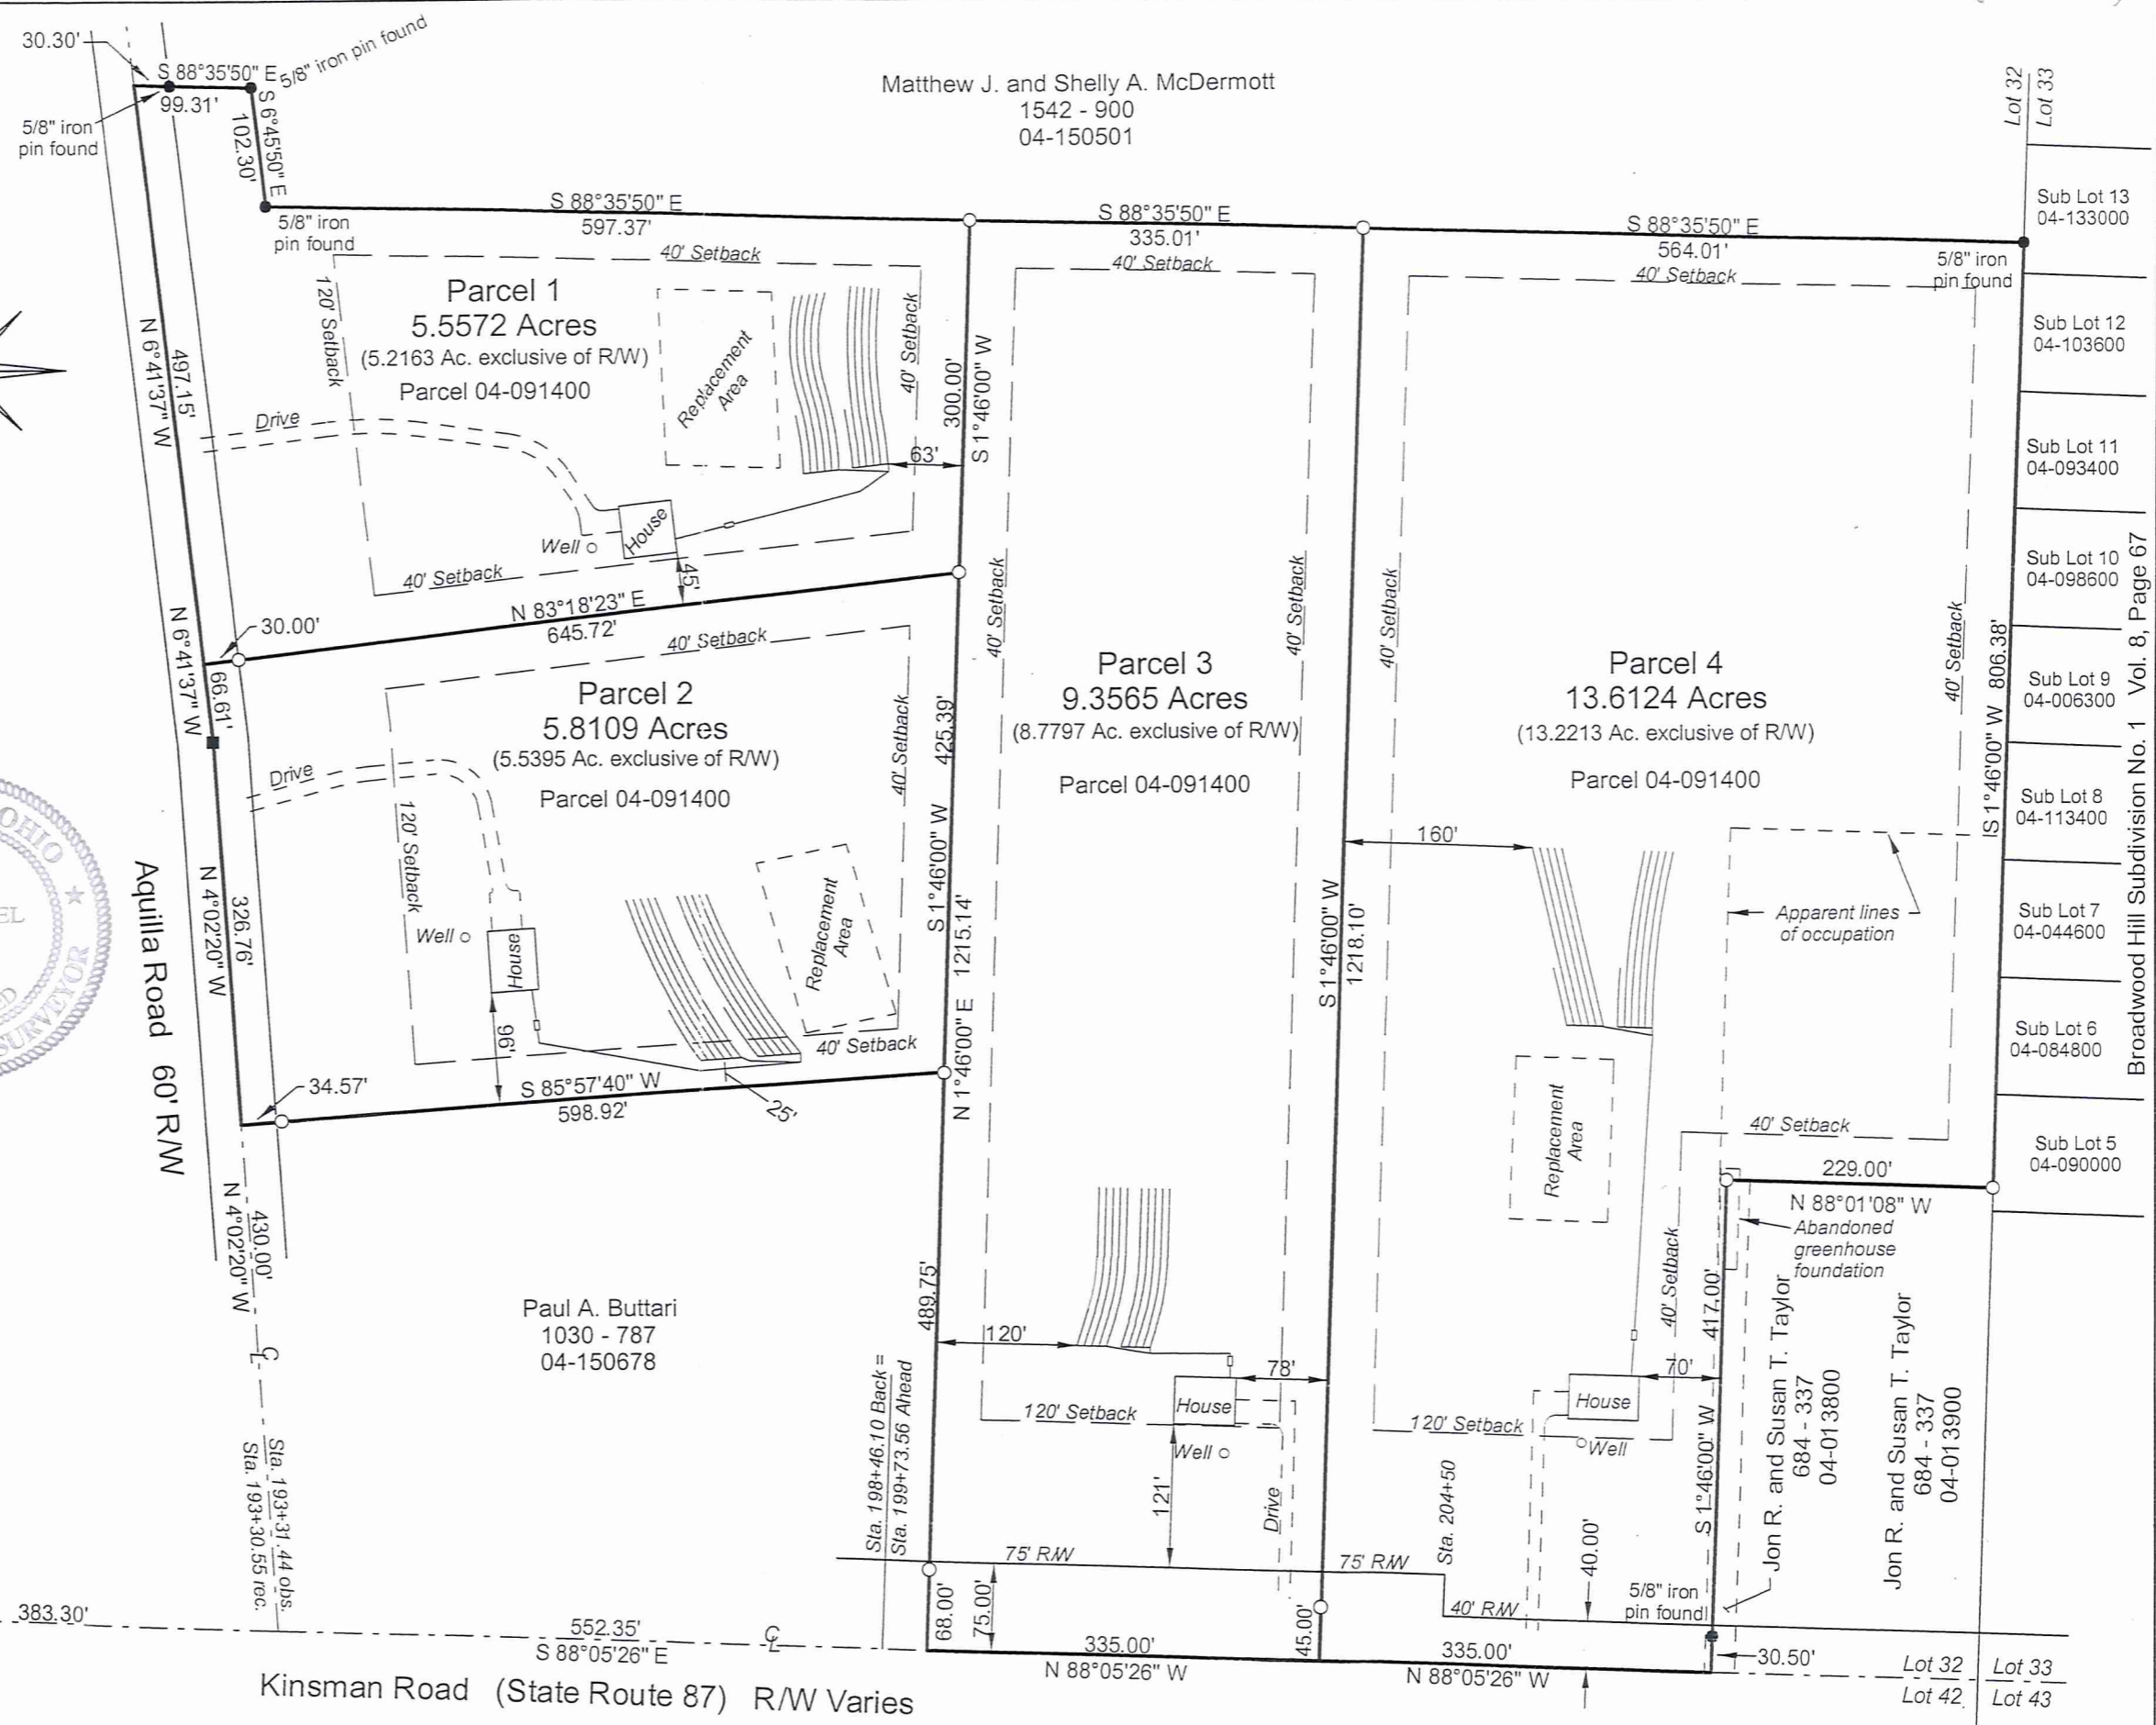 30.30'
S 88°35'50" E
99.31'
5/8" iron pin found
5/8" iron
pin found
S 6°45'50" E
102.30'
Matthew J. and Shelly A. McDermott
1542 - 900
04-150501
Lot 32
Lot 33
5/8" iron
pin found
S 88°35'50" E
597.37'
S 88°35'50" E
335.01'
S 88°35'50" E
564.01'
5/8" iron
pin found
Sub Lot 13
04-133000
Sub Lot 12
04-103600
Sub Lot 11
04-093400
Sub Lot 10
04-098600
Sub Lot 9
04-006300
Sub Lot 8
04-113400
Sub Lot 7
04-044600
Sub Lot 6
04-084800
Sub Lot 5
04-090000
Broadwood Hill Subdivision No. 1 Vol. 8, Page 67
40' Setback
120' Setback
Parcel 1
5.5572 Acres
(5.2163 Ac. exclusive of R/W)
Parcel 04-091400
Replacement
Area
40' Setback
63'
300.00'
S 1°46'00" W
497.15'
N 6°41'37" W
Drive
Well
House
40' Setback
45'
N 83°18'23" E
645.72'
30.00'
N 6°41'37" W
66.61'
40' Setback
Parcel 2
5.8109 Acres
(5.5395 Ac. exclusive of R/W)
Parcel 04-091400
Drive
120' Setback
40' Setback
425.39'
S 1°46'00" W
Well
House
Replacement
Area
96'
40' Setback
25'
S 85°57'40" W
598.92'
34.57'
326.76'
N 4°02'20" W
Aquilla Road 60' R/W
OHIO
SURVEYOR
430.00'
N 4°02'20" W
Paul A. Buttari
1030 - 787
04-150678
40' Setback
40' Setback
40' Setback
Parcel 3
9.3565 Acres
(8.7797 Ac. exclusive of R/W)
Parcel 04-091400
N 1°46'00" E 1215.14'
489.75'
120'
78'
House
120' Setback
Well
121'
Drive
75' R/W
S 1°46'00" W
1218.10'
40' Setback
40' Setback
40' Setback
Parcel 4
13.6124 Acres
(13.2213 Ac. exclusive of R/W)
Parcel 04-091400
S 1°46'00" W 806.38'
160'
Apparent lines
of occupation
Replacement
Area
40' Setback
229.00'
N 88°01'08" W
Abandoned
greenhouse
foundation
40' Setback
417.00'
S 1°46'00" W
70'
House
120' Setback
Well
Jon R. and Susan T. Taylor
684 - 337
04-013800
Jon R. and Susan T. Taylor
684 - 337
04-013900
Sta. 198+46.10 Back =
Sta. 199+73.56 Ahead
Sta. 193+31.44 obs.
Sta. 193+30.55 rec.
75' R/W
Sta. 204+50
40.00'
40' R/W
5/8" iron
pin found
68.00'
75.00'
45.00'
30.50'
383.30'
552.35'
S 88°05'26" E
CL
CL
335.00'
N 88°05'26" W
335.00'
N 88°05'26" W
Lot 32
Lot 33
Lot 42
Lot 43
Kinsman Road (State Route 87) R/W Varies